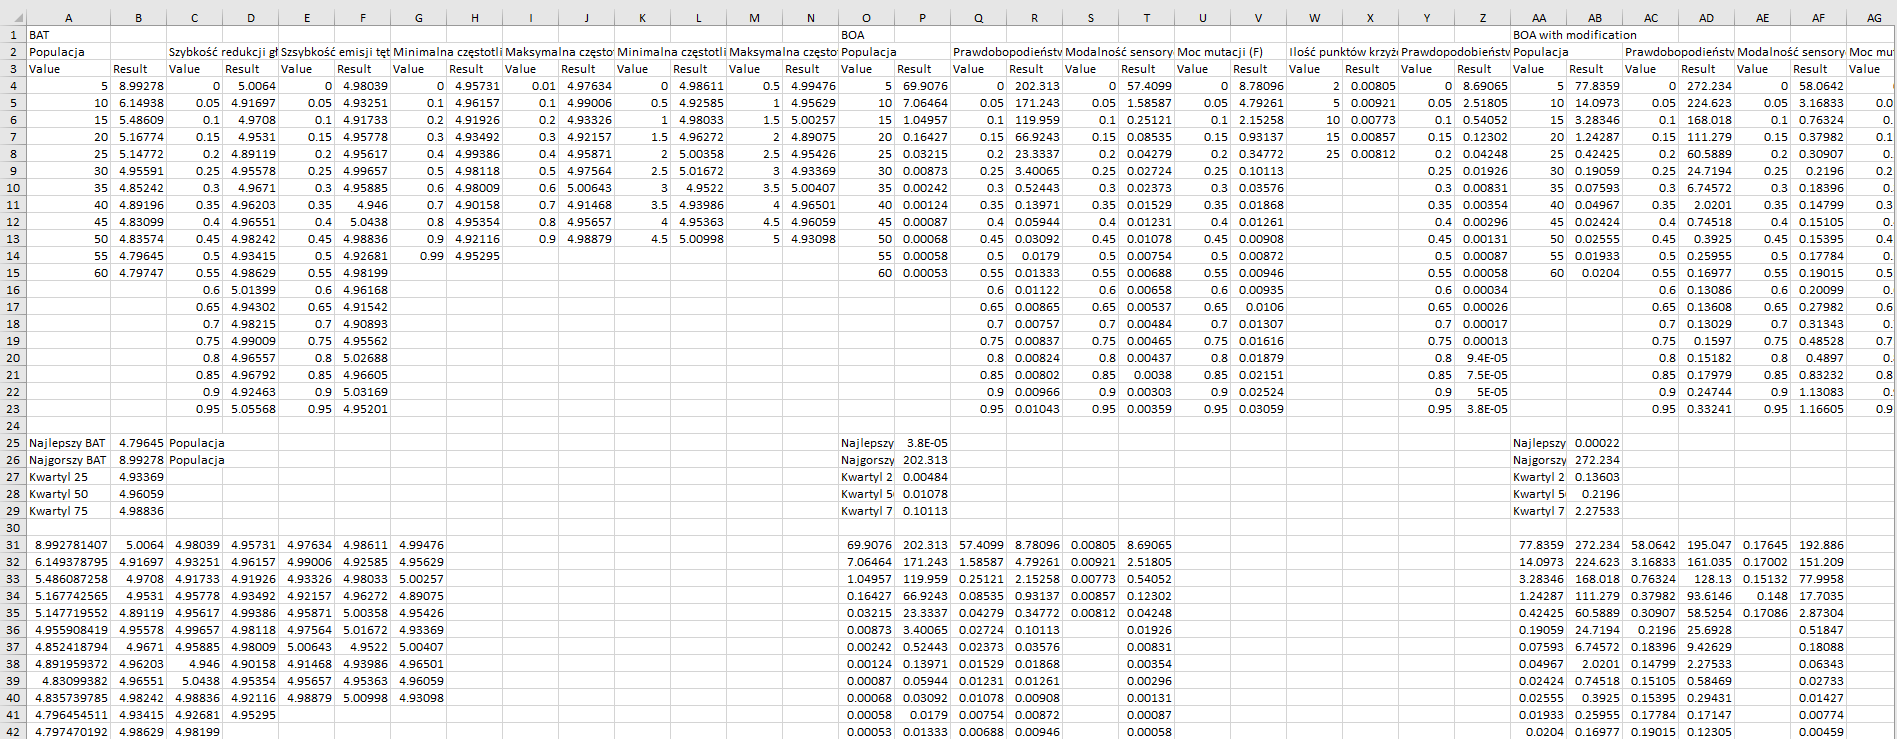 A B C D E F G H I J K L M N O P Q R S T U V W X Y Z AA AB AC AD AE AF AG
1 BAT BOA BOA with modification
2 Populacja Szybkość redukcji gł Szsybkość emisji tęt Minimalna częstotli Maksymalna często Minimalna częstotli Maksymalna często Populacja Prawdobopodieństw Modalność sensory Moc mutacji (F) Ilość punktów krzyż Prawdopodobieństw Populacja Prawdobopodieństw Modalność sensory Moc mut
3 Value Result Value Result Value Result Value Result Value Result Value Result Value Result Value Result Value Result Value Result Value Result Value Result Value Result Value Result Value Result Value Result Value
4 5 8.99278 0 5.0064 0 4.98039 0 4.95731 0.01 4.97634 0 4.98611 0.5 4.99476 5 69.9076 0 202.313 0 57.4099 0 8.78096 2 0.00805 0 8.69065 5 77.8359 0 272.234 0 58.0642
5 10 6.14938 0.05 4.91697 0.05 4.93251 0.1 4.96157 0.1 4.99006 0.5 4.92585 1 4.95629 10 7.06464 0.05 171.243 0.05 1.58587 0.05 4.79261 5 0.00921 0.05 2.51805 10 14.0973 0.05 224.623 0.05 3.16833 0.0
6 15 5.48609 0.1 4.9708 0.1 4.91733 0.2 4.91926 0.2 4.93326 1 4.98033 1.5 5.00257 15 1.04957 0.1 119.959 0.1 0.25121 0.1 2.15258 10 0.00773 0.1 0.54052 15 3.28346 0.1 168.018 0.1 0.76324 0.
7 20 5.16774 0.15 4.9531 0.15 4.95778 0.3 4.93492 0.3 4.92157 1.5 4.96272 2 4.89075 20 0.16427 0.15 66.9243 0.15 0.08535 0.15 0.93137 15 0.00857 0.15 0.12302 20 1.24287 0.15 111.279 0.15 0.37982 0.1
8 25 5.14772 0.2 4.89119 0.2 4.95617 0.4 4.99386 0.4 4.95871 2 5.00358 2.5 4.95426 25 0.03215 0.2 23.3337 0.2 0.04279 0.2 0.34772 25 0.00812 0.2 0.04248 25 0.42425 0.2 60.5889 0.2 0.30907 0.
9 30 4.95591 0.25 4.95578 0.25 4.99657 0.5 4.98118 0.5 4.97564 2.5 5.01672 3 4.93369 30 0.00873 0.25 3.40065 0.25 0.02724 0.25 0.10113 0.25 0.01926 30 0.19059 0.25 24.7194 0.25 0.2196 0.2
10 35 4.85242 0.3 4.9671 0.3 4.95885 0.6 4.98009 0.6 5.00643 3 4.9522 3.5 5.00407 35 0.00242 0.3 0.52443 0.3 0.02373 0.3 0.03576 0.3 0.00831 35 0.07593 0.3 6.74572 0.3 0.18396 0.
11 40 4.89196 0.35 4.96203 0.35 4.946 0.7 4.90158 0.7 4.91468 3.5 4.93986 4 4.96501 40 0.00124 0.35 0.13971 0.35 0.01529 0.35 0.01868 0.35 0.00354 40 0.04967 0.35 2.0201 0.35 0.14799 0.3
12 45 4.83099 0.4 4.96551 0.4 5.0438 0.8 4.95354 0.8 4.95657 4 4.95363 4.5 4.96059 45 0.00087 0.4 0.05944 0.4 0.01231 0.4 0.01261 0.4 0.00296 45 0.02424 0.4 0.74518 0.4 0.15105 0.
13 50 4.83574 0.45 4.98242 0.45 4.98836 0.9 4.92116 0.9 4.98879 4.5 5.00998 5 4.93098 50 0.00068 0.45 0.03092 0.45 0.01078 0.45 0.00908 0.45 0.00131 50 0.02555 0.45 0.3925 0.45 0.15395 0.4
14 55 4.79645 0.5 4.93415 0.5 4.92681 0.99 4.95295 55 0.00058 0.5 0.0179 0.5 0.00754 0.5 0.00872 0.5 0.00087 55 0.01933 0.5 0.25955 0.5 0.17784 0.
15 60 4.79747 0.55 4.98629 0.55 4.98199 60 0.00053 0.55 0.01333 0.55 0.00688 0.55 0.00946 0.55 0.00058 60 0.0204 0.55 0.16977 0.55 0.19015 0.5
16 0.6 5.01399 0.6 4.96168 0.6 0.01122 0.6 0.00658 0.6 0.00935 0.6 0.00034 0.6 0.13086 0.6 0.20099 0.
17 0.65 4.94302 0.65 4.91542 0.65 0.00865 0.65 0.00537 0.65 0.0106 0.65 0.00026 0.65 0.13608 0.65 0.27982 0.6
18 0.7 4.98215 0.7 4.90893 0.7 0.00757 0.7 0.00484 0.7 0.01307 0.7 0.00017 0.7 0.13029 0.7 0.31343 0.
19 0.75 4.99009 0.75 4.95562 0.75 0.00837 0.75 0.00465 0.75 0.01616 0.75 0.00013 0.75 0.1597 0.75 0.48528 0.7
20 0.8 4.96557 0.8 5.02688 0.8 0.00824 0.8 0.00437 0.8 0.01879 0.8 9.4E-05 0.8 0.15182 0.8 0.4897 0.
21 0.85 4.96792 0.85 4.96605 0.85 0.00802 0.85 0.0038 0.85 0.02151 0.85 7.5E-05 0.85 0.17979 0.85 0.83232 0.8
22 0.9 4.92463 0.9 5.03169 0.9 0.00966 0.9 0.00303 0.9 0.02524 0.9 5E-05 0.9 0.24744 0.9 1.13083 0.
23 0.95 5.05568 0.95 4.95201 0.95 0.01043 0.95 0.00359 0.95 0.03059 0.95 3.8E-05 0.95 0.33241 0.95 1.16605 0.9
24
25 Najlepszy BAT 4.79645 Populacja Najlepszy 3.8E-05 Najlepszy 0.00022
26 Najgorszy BAT 8.99278 Populacja Najgorszy 202.313 Najgorszy 272.234
27 Kwartyl 25 4.93369 Kwartyl 2 0.00484 Kwartyl 2 0.13603
28 Kwartyl 50 4.96059 Kwartyl 5 0.01078 Kwartyl 5 0.2196
29 Kwartyl 75 4.98836 Kwartyl 7 0.10113 Kwartyl 7 2.27533
30
31 8.992781407 5.0064 4.98039 4.95731 4.97634 4.98611 4.99476 69.9076 202.313 57.4099 8.78096 0.00805 8.69065 77.8359 272.234 58.0642 195.047 0.17645 192.886
32 6.149378795 4.91697 4.93251 4.96157 4.99006 4.92585 4.95629 7.06464 171.243 1.58587 4.79261 0.00921 2.51805 14.0973 224.623 3.16833 161.035 0.17002 151.209
33 5.486087258 4.9708 4.91733 4.91926 4.93326 4.98033 5.00257 1.04957 119.959 0.25121 2.15258 0.00773 0.54052 3.28346 168.018 0.76324 128.13 0.15132 77.9958
34 5.167742565 4.9531 4.95778 4.93492 4.92157 4.96272 4.89075 0.16427 66.9243 0.08535 0.93137 0.00857 0.12302 1.24287 111.279 0.37982 93.6146 0.148 17.7035
35 5.147719552 4.89119 4.95617 4.99386 4.95871 5.00358 4.95426 0.03215 23.3337 0.04279 0.34772 0.00812 0.04248 0.42425 60.5889 0.30907 58.5254 0.17086 2.87304
36 4.955908419 4.95578 4.99657 4.98118 4.97564 5.01672 4.93369 0.00873 3.40065 0.02724 0.10113 0.01926 0.19059 24.7194 0.2196 25.6928 0.51847
37 4.852418794 4.9671 4.95885 4.98009 5.00643 4.9522 5.00407 0.00242 0.52443 0.02373 0.03576 0.00831 0.07593 6.74572 0.18396 9.42629 0.18088
38 4.891959372 4.96203 4.946 4.90158 4.91468 4.93986 4.96501 0.00124 0.13971 0.01529 0.01868 0.00354 0.04967 2.0201 0.14799 2.27533 0.06343
39 4.83099382 4.96551 5.0438 4.95354 4.95657 4.95363 4.96059 0.00087 0.05944 0.01231 0.01261 0.00296 0.02424 0.74518 0.15105 0.58469 0.02733
40 4.835739785 4.98242 4.98836 4.92116 4.98879 5.00998 4.93098 0.00068 0.03092 0.01078 0.00908 0.00131 0.02555 0.3925 0.15395 0.29431 0.01427
41 4.796454511 4.93415 4.92681 4.95295 0.00058 0.0179 0.00754 0.00872 0.00087 0.01933 0.25955 0.17784 0.17147 0.00774
42 4.797470192 4.98629 4.98199 0.00053 0.01333 0.00688 0.00946 0.00058 0.0204 0.16977 0.19015 0.12305 0.00459